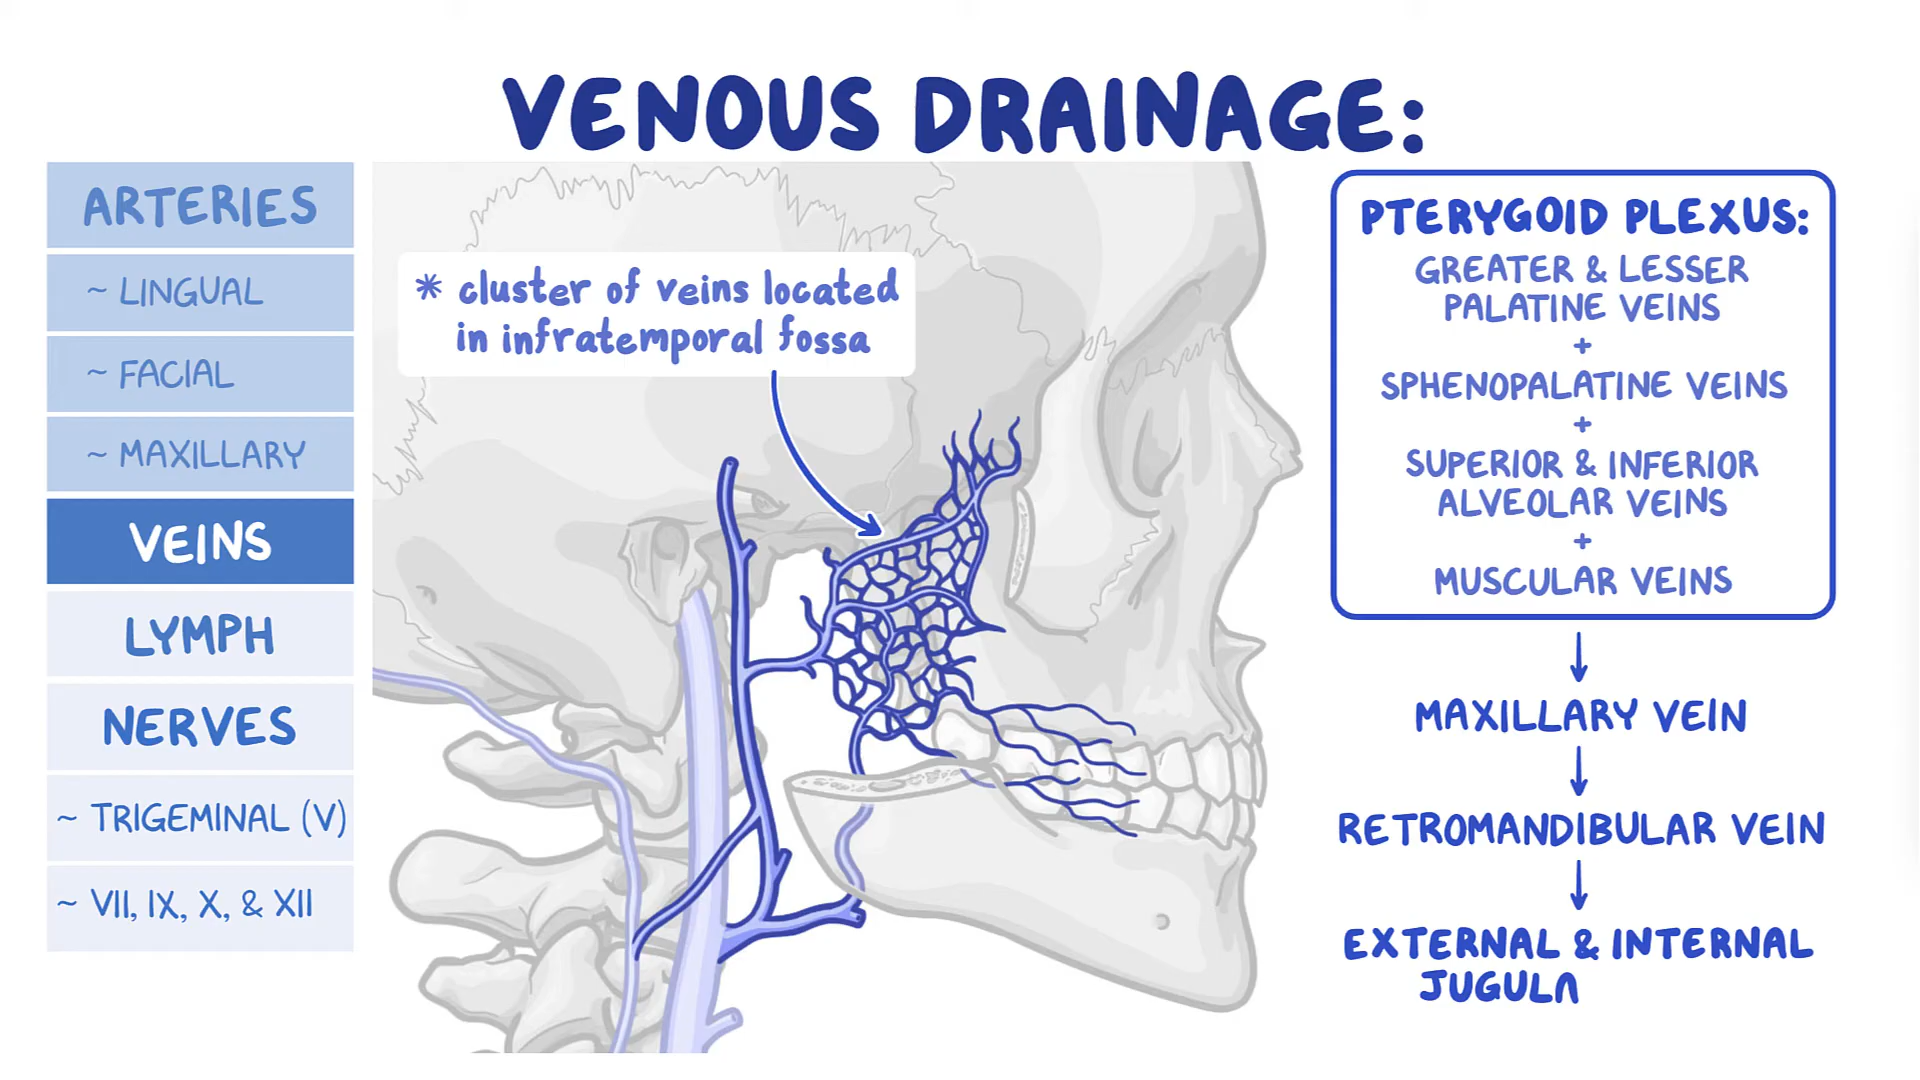 VENOUS DRAINAGE:
ARTERIES
~ LINGUAL
~ FACIAL
~ MAXILLARY
VEINS
LYMPH
NERVES
~ TRIGEMINAL (V)
~ VII, IX, X, & XII
* cluster of veins located
in infratemporal fossa
PTERYGOID PLEXUS:
GREATER & LESSER
PALATINE VEINS
+
SPHENOPALATINE VEINS
+
SUPERIOR & INFERIOR
ALVEOLAR VEINS
+
MUSCULAR VEINS
↓
MAXILLARY VEIN
↓
RETROMANDIBULAR VEIN
↓
EXTERNAL & INTERNAL
JUGUL